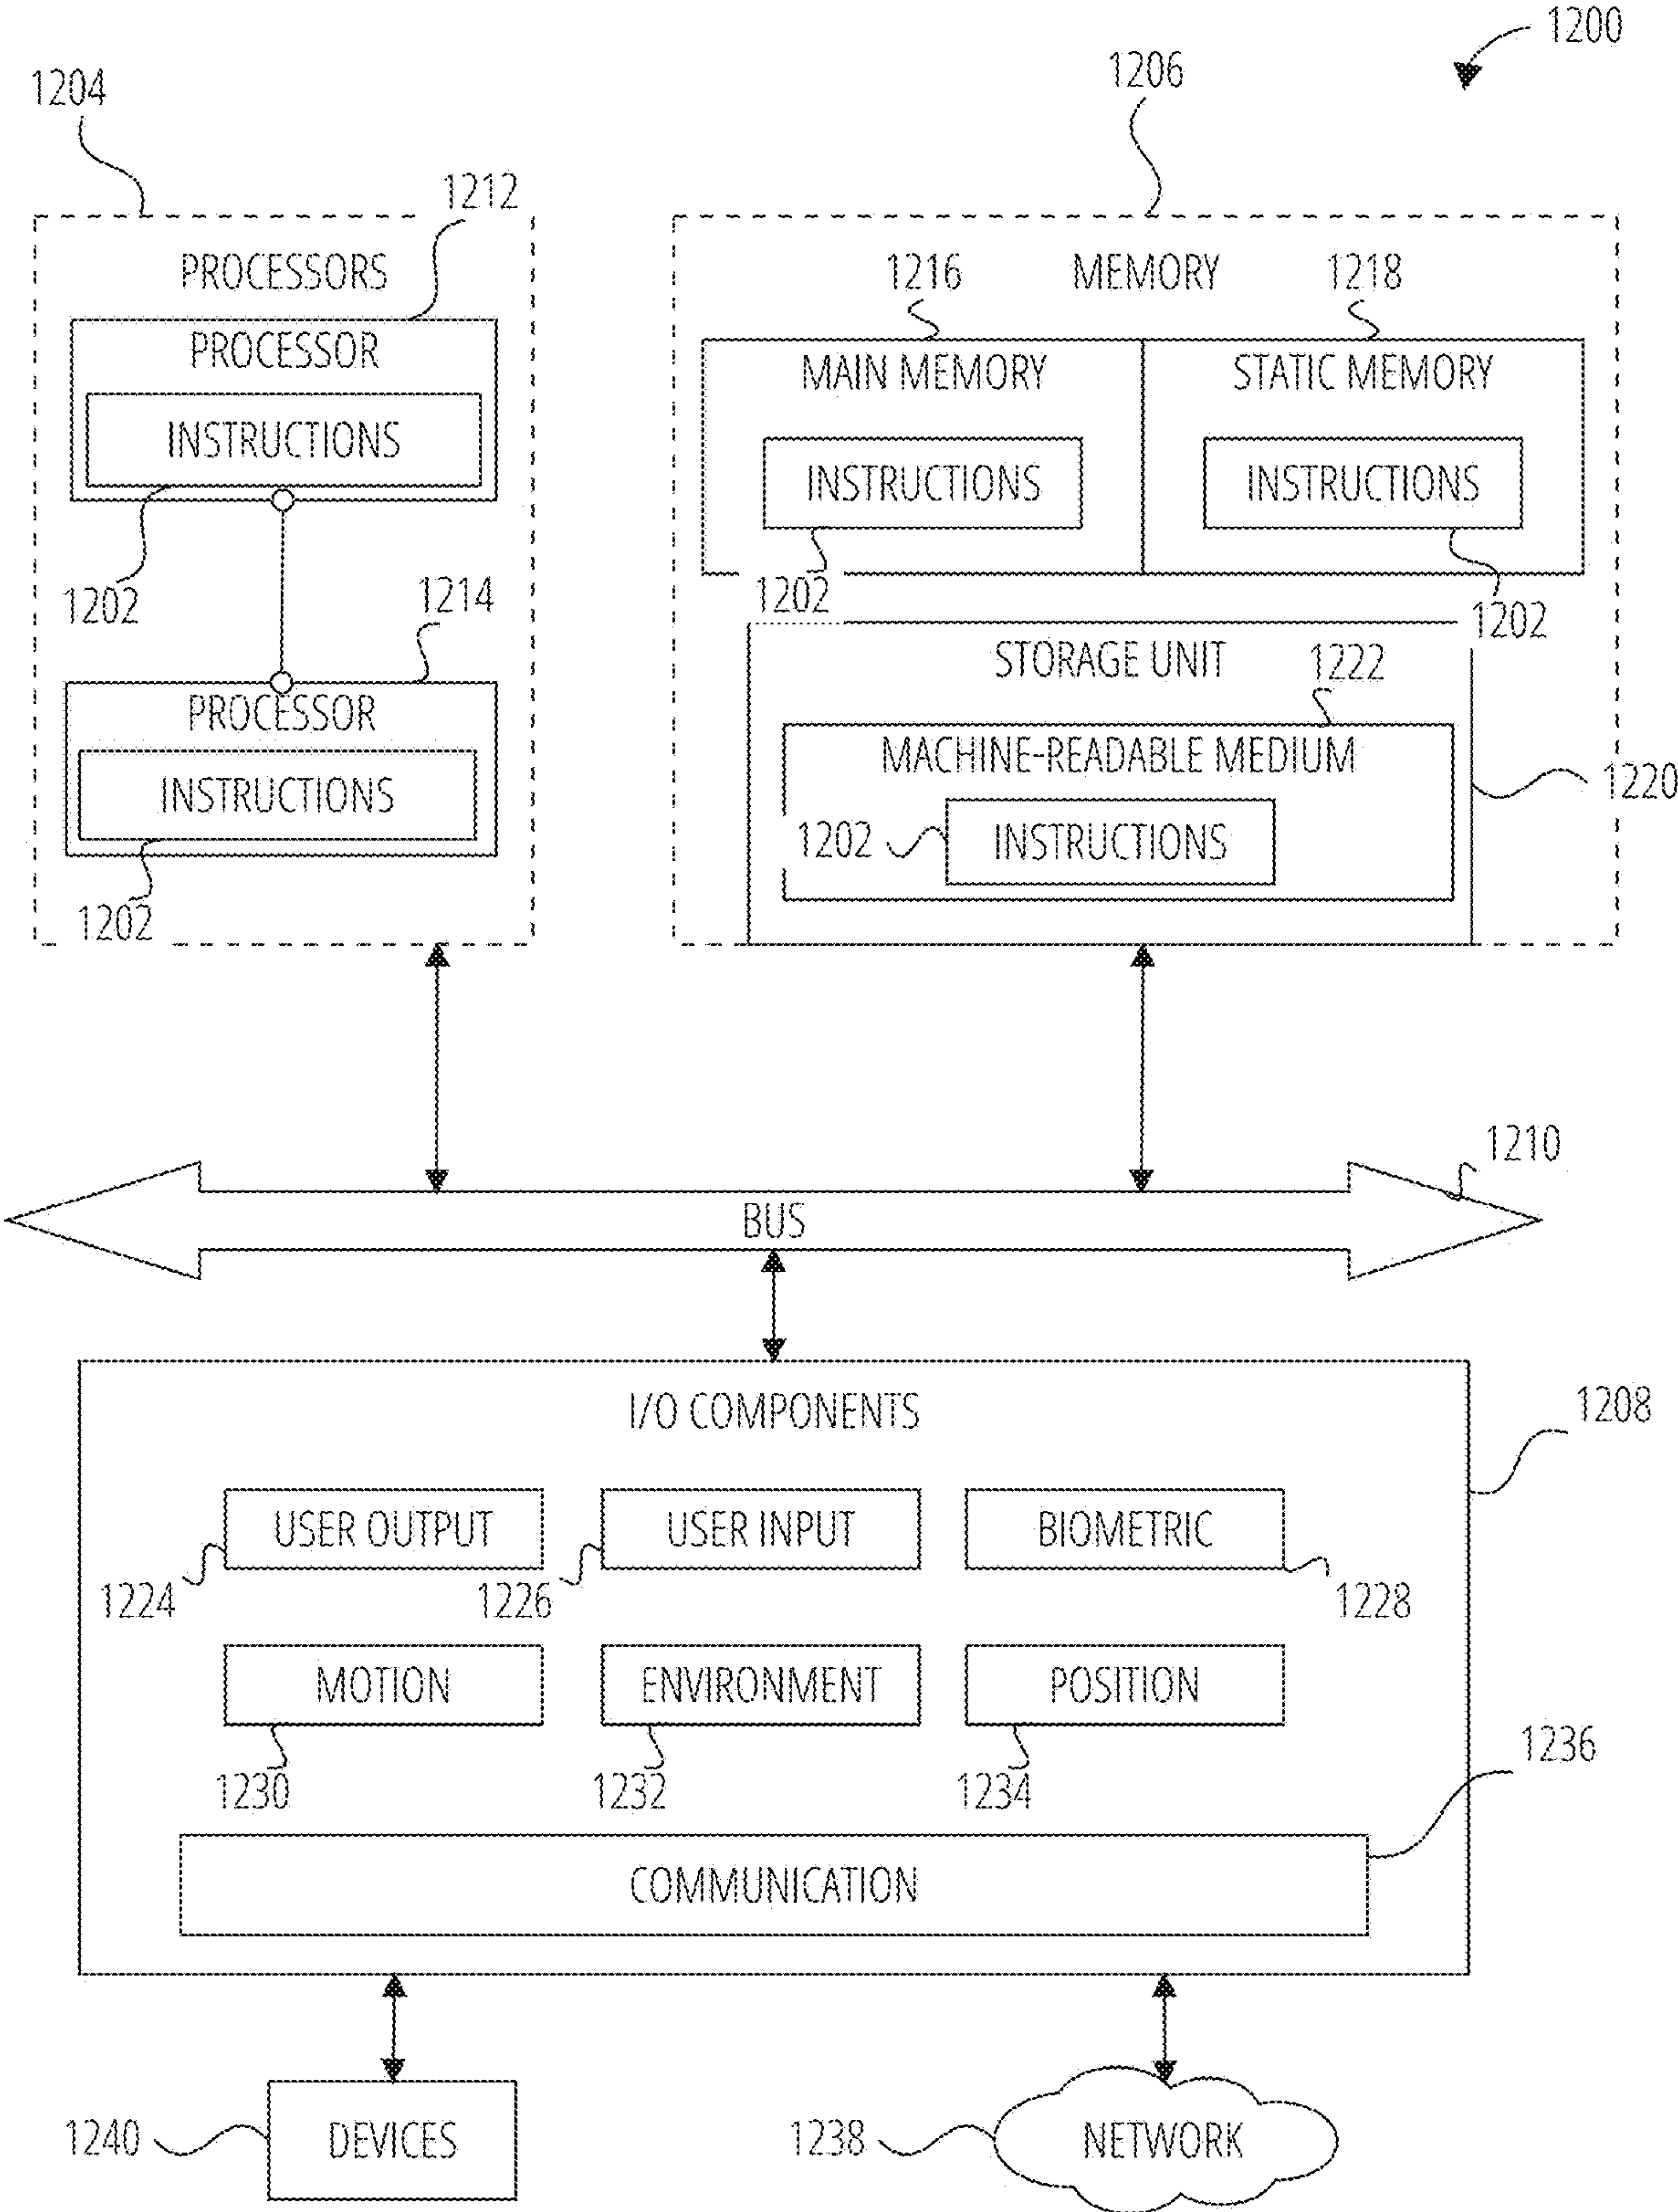 1200
1204
1206
1212
PROCESSORS
1216 MEMORY 1218
PROCESSOR
MAIN MEMORY
STATIC MEMORY
INSTRUCTIONS
INSTRUCTIONS
INSTRUCTIONS
1202
1214
1202
1202
STORAGE UNIT
1222
PROCESSOR
MACHINE-READABLE MEDIUM
1220
INSTRUCTIONS
1202
INSTRUCTIONS
1202
1210
BUS
I/O COMPONENTS
1208
USER OUTPUT
USER INPUT
BIOMETRIC
1224
1226
1228
MOTION
ENVIRONMENT
POSITION
1236
1230
1232
1234
COMMUNICATION
1240
DEVICES
1238
NETWORK